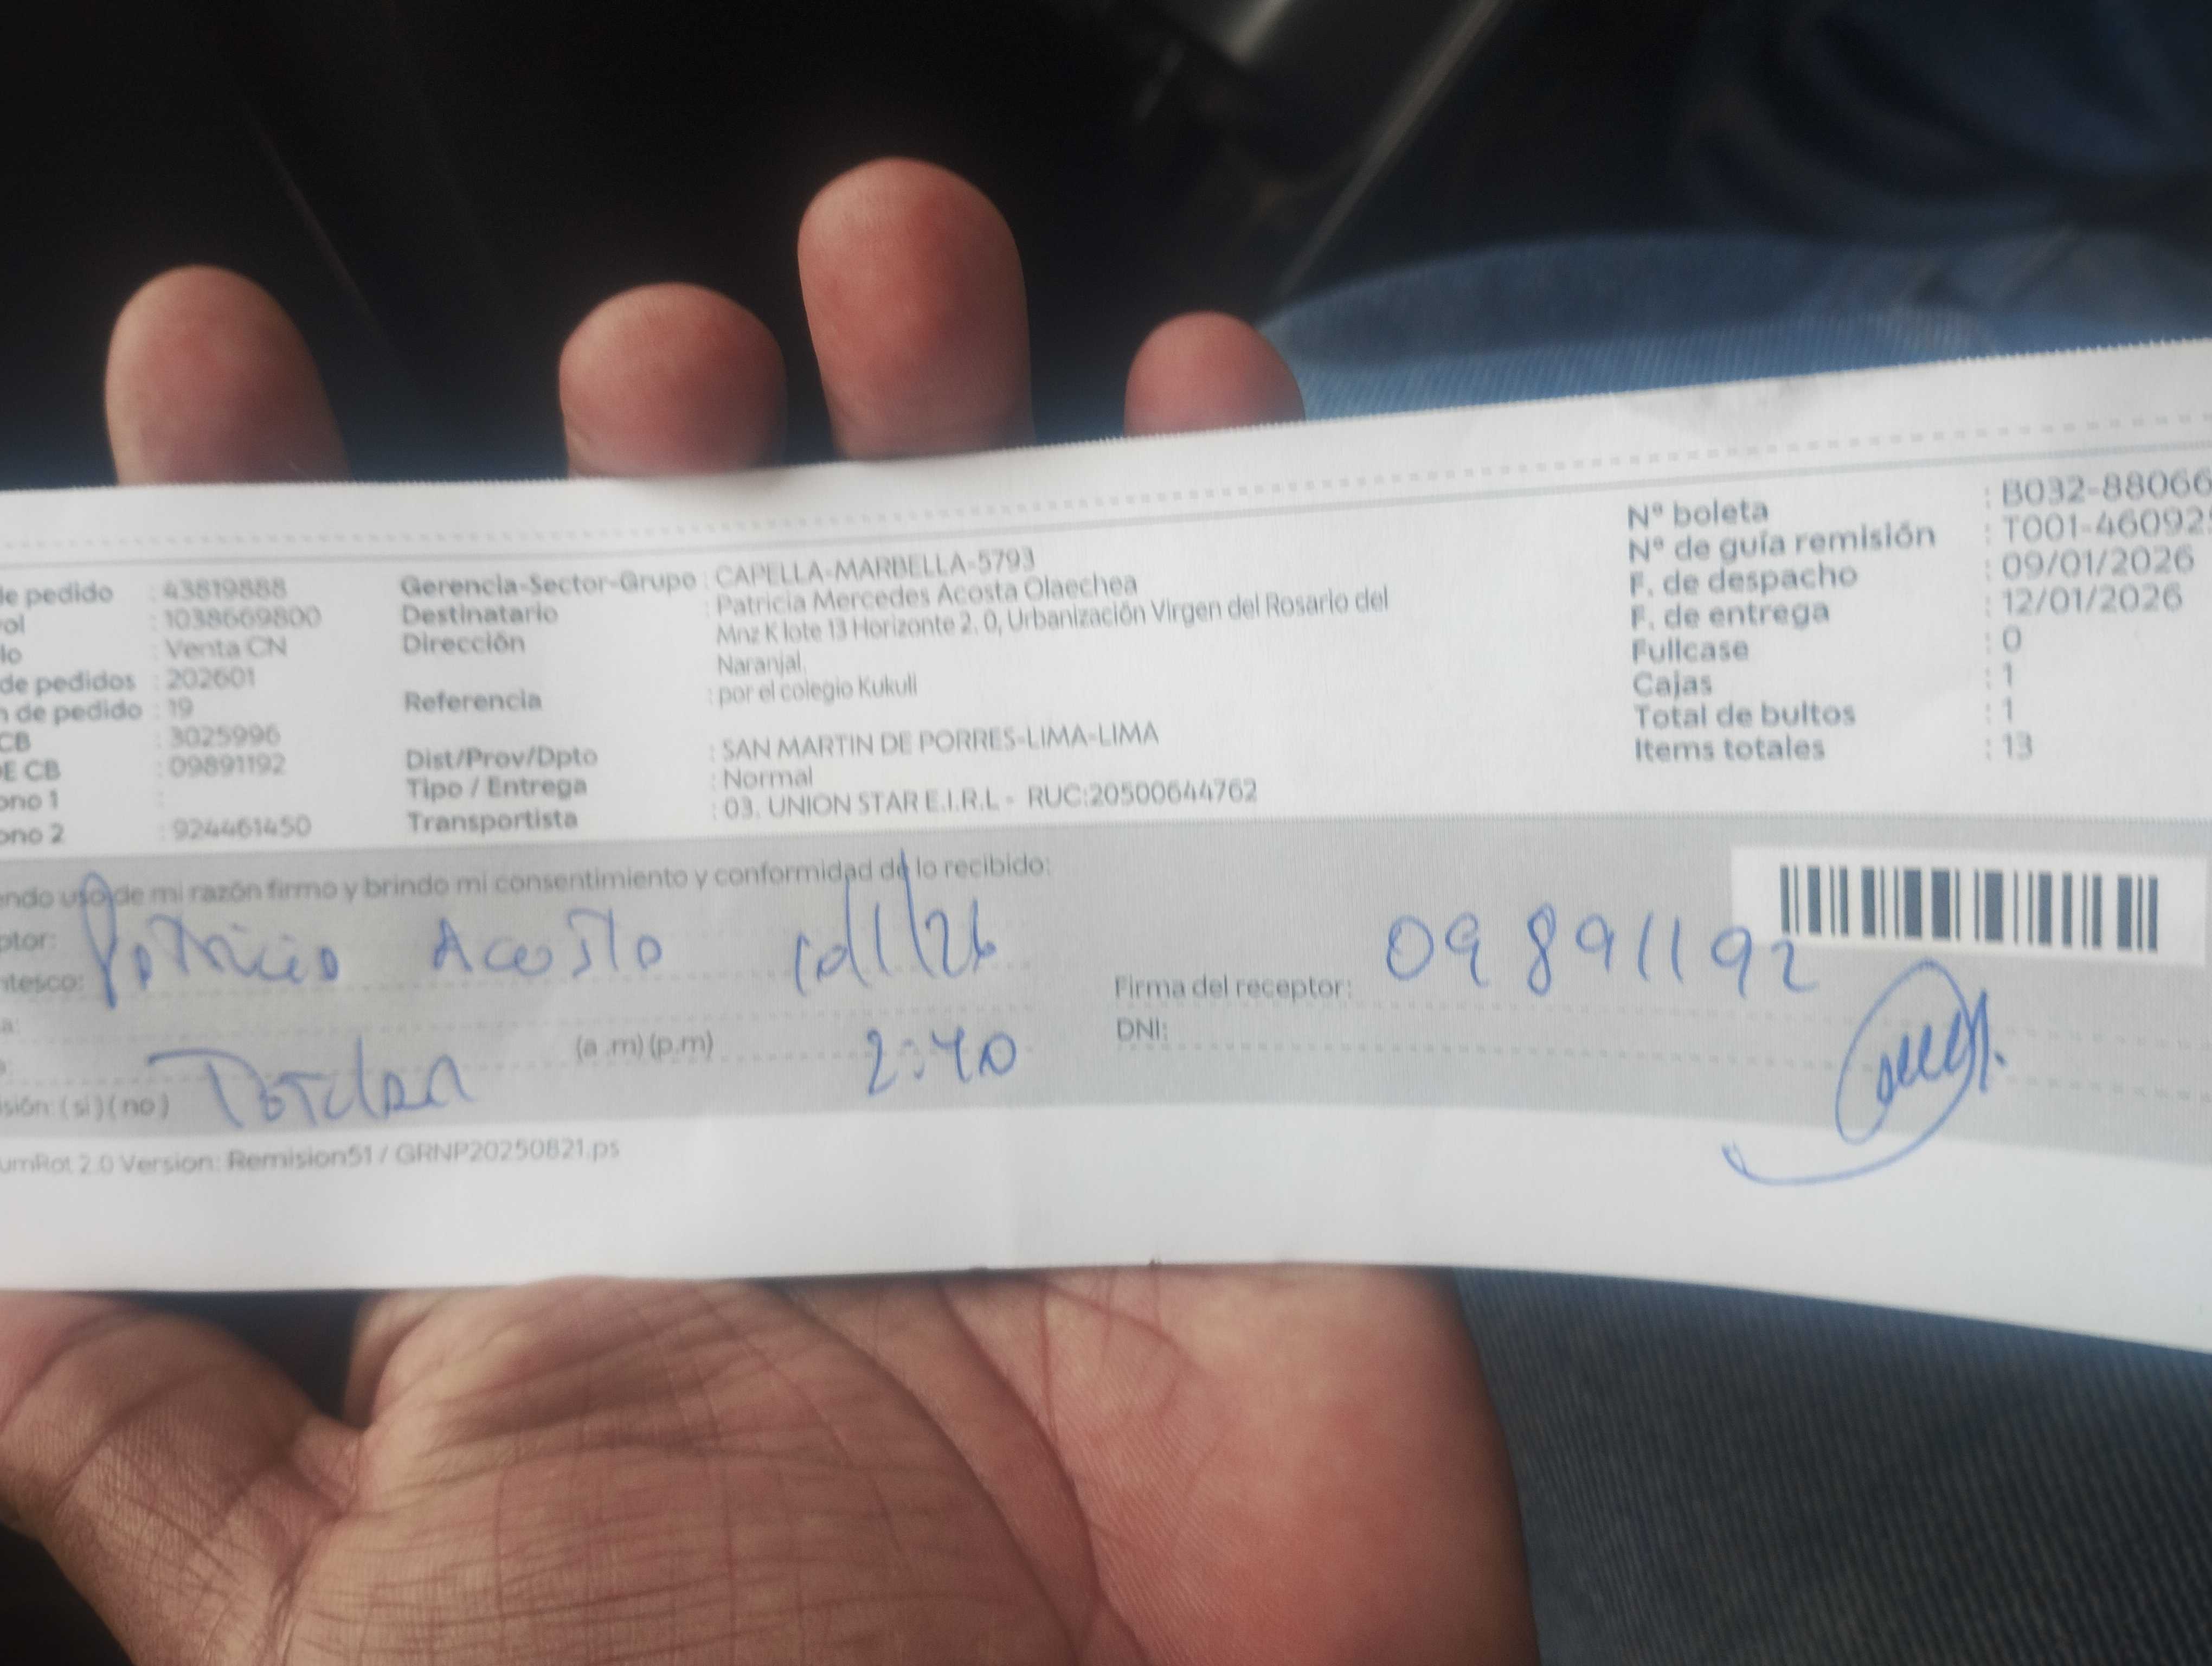 Nº boleta : B032-88066
Nº de guía remisión : T001-46092
F. de despacho : 09/01/2026
F. de entrega : 12/01/2026
Fullcase : 0
Cajas : 1
Total de bultos : 1
Items totales : 13
de pedido : 43819888
rol : 1038669800
lo : Venta CN
de pedidos : 202601
n de pedido : 19
CB : 3025996
E CB : 09891192
ono 1 :
ono 2 : 924461450
Gerencia-Sector-Grupo : CAPELLA-MARBELLA-5793
Destinatario : Patricia Mercedes Acosta Olaechea
Dirección Mnz K lote 13 Horizonte 2. 0, Urbanización Virgen del Rosario del
Naranjal.
Referencia : por el colegio Kukuli
Dist/Prov/Dpto : SAN MARTIN DE PORRES-LIMA-LIMA
Tipo / Entrega : Normal
Transportista : 03. UNION STAR E.I.R.L - RUC:20500644762
endo uso de mi razón firmo y brindo mi consentimiento y conformidad de lo recibido:
ptor: Patricia Acosta
ntesco:
a:
(a .m) (p.m) 2:40
sión: ( si ) ( no )
Firma del receptor: 09891192
DNI:
umRot 2.0 Version: Remision51 / GRNP20250821.ps